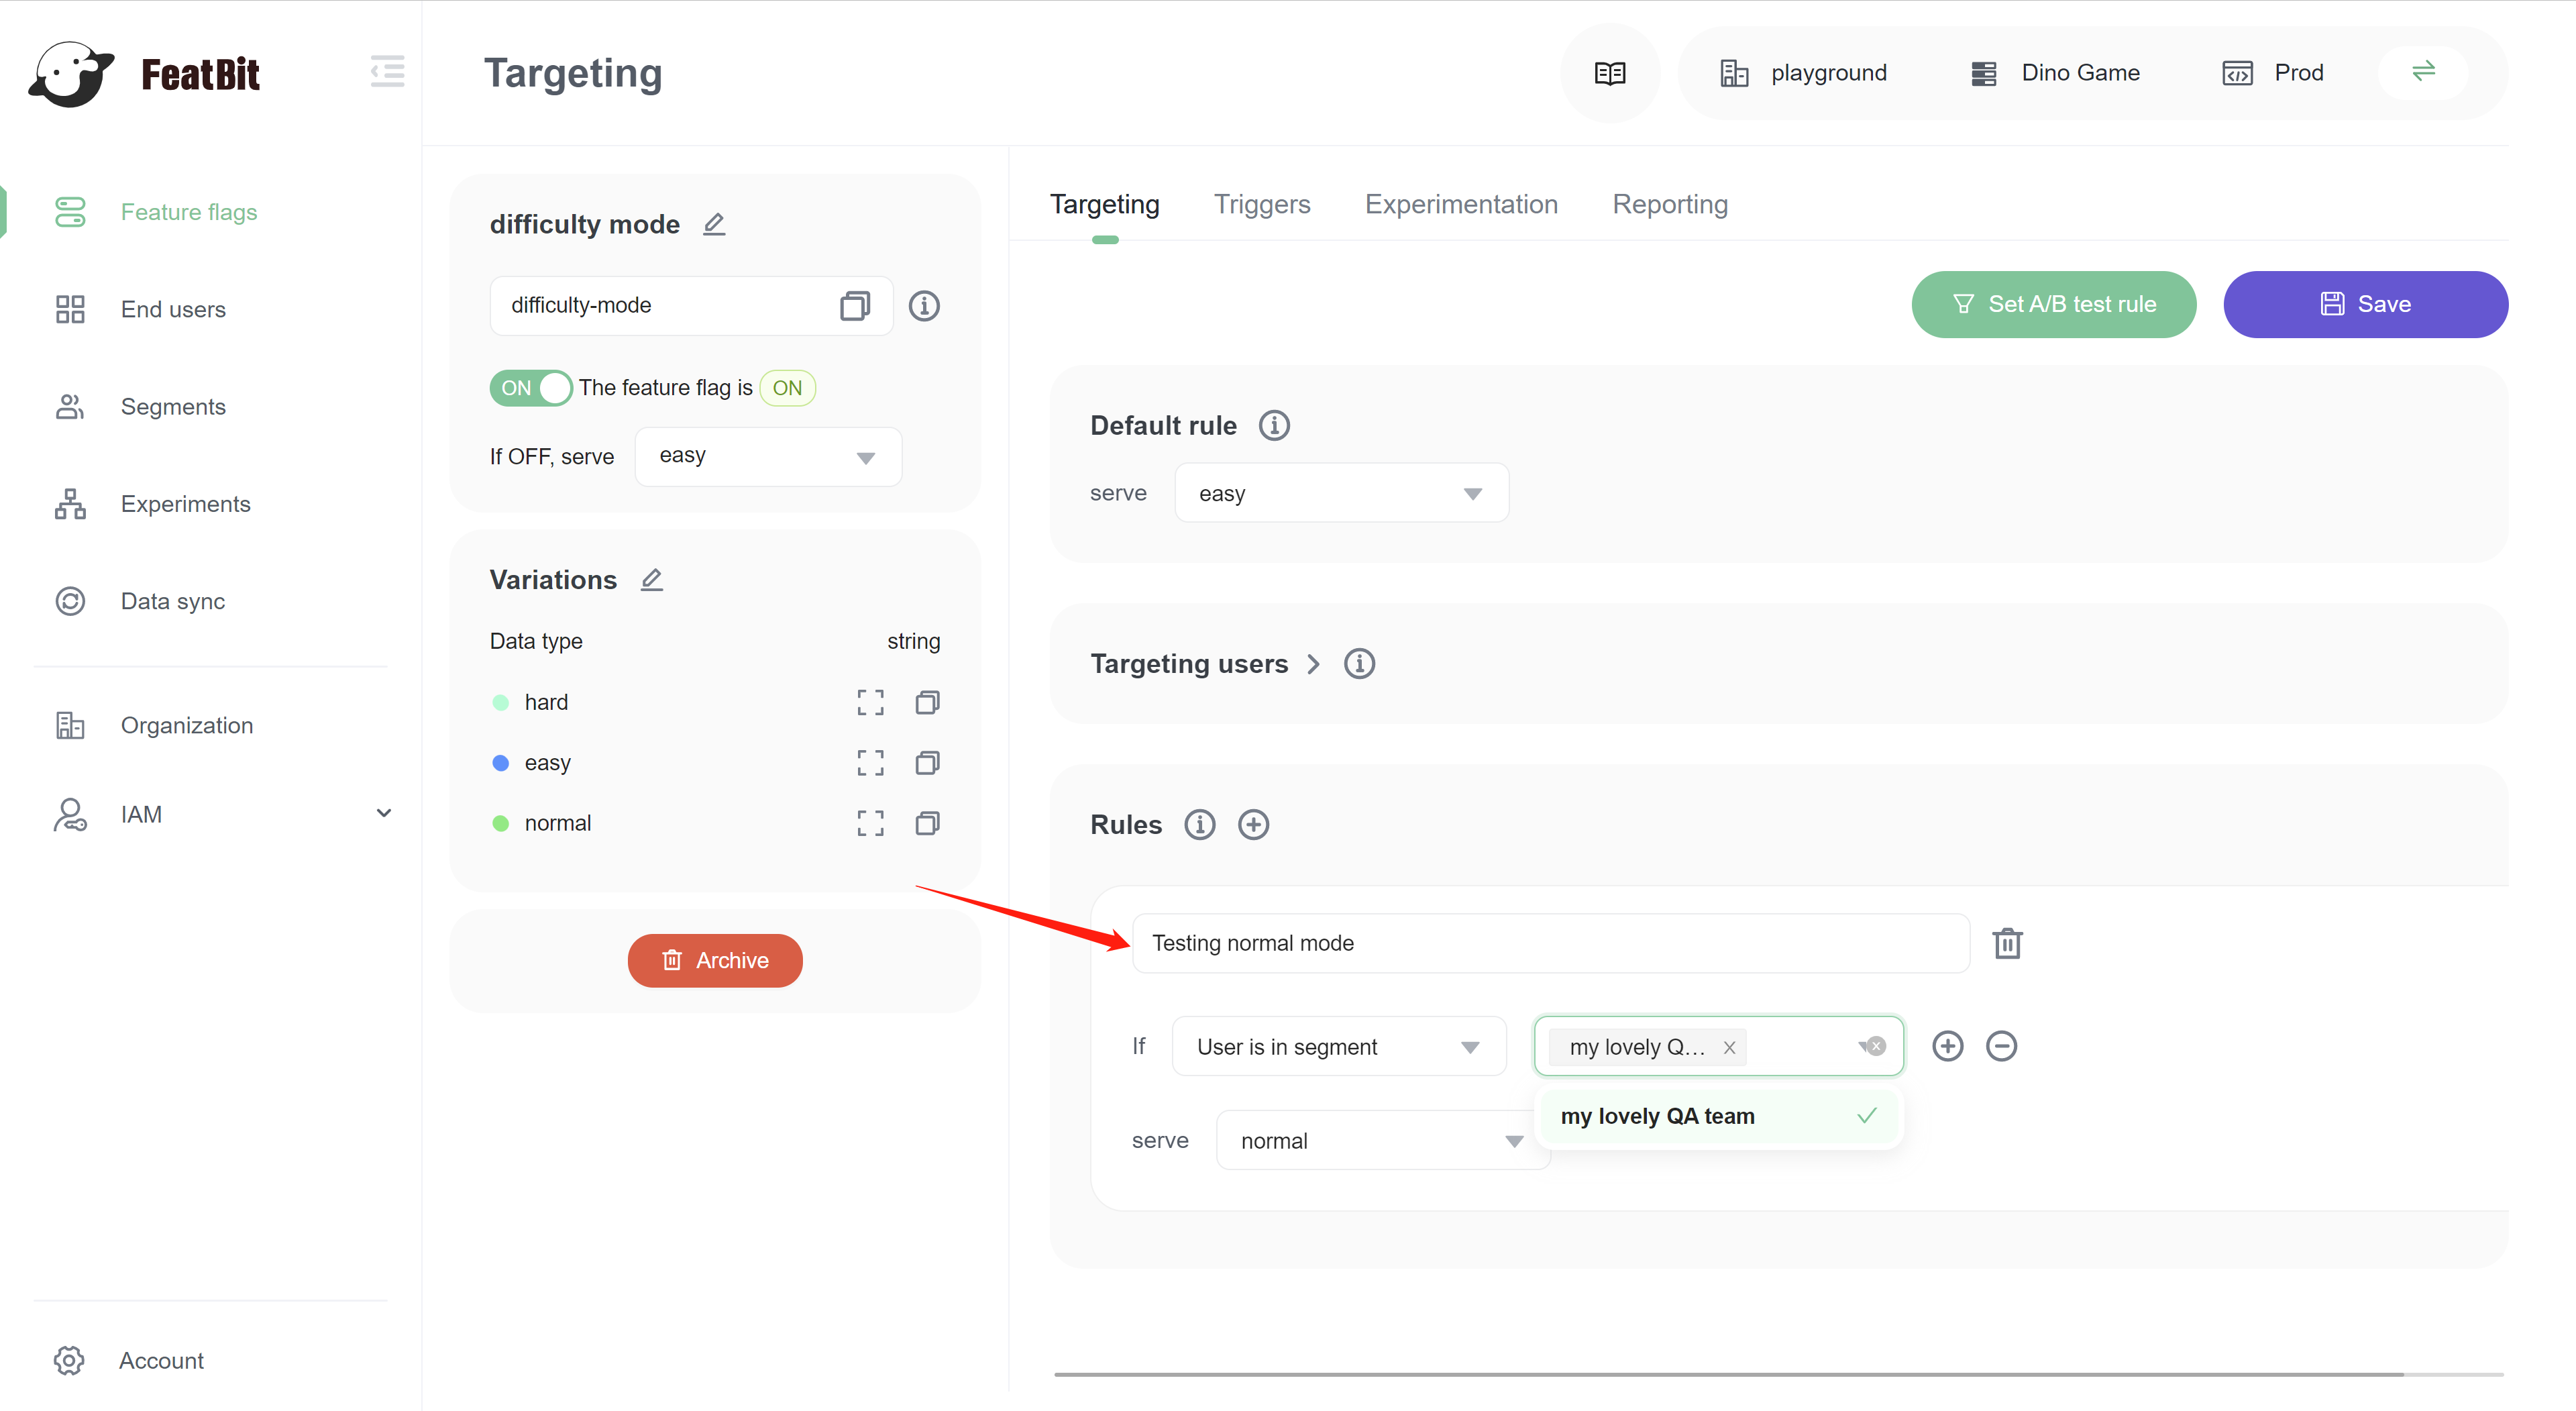 FeatBit
Targeting
playground
Dino Game
Prod
Feature flags
End users
Segments
Experiments
Data sync
Organization
IAM
Account
difficulty mode
difficulty-mode
ON The feature flag is ON
If OFF, serve easy
Variations
Data type string
hard
easy
normal
Archive
Targeting Triggers Experimentation Reporting
Set A/B test rule Save
Default rule
serve easy
Targeting users
Rules
Testing normal mode
If User is in segment my lovely Q...
my lovely QA team
serve normal